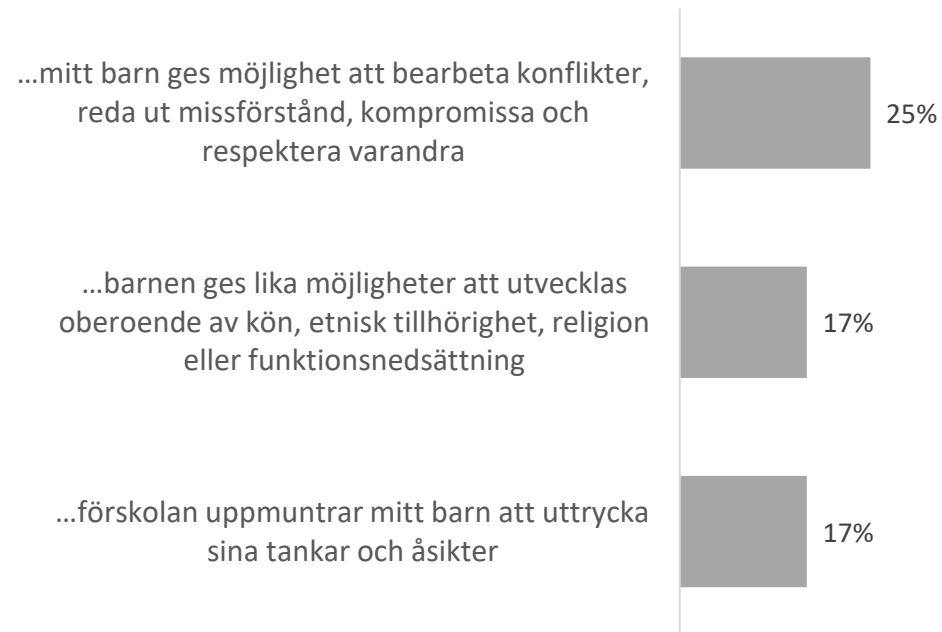 …mitt barn ges möjlighet att bearbeta konflikter,
reda ut missförstånd, kompromissa och
respektera varandra
25%
…barnen ges lika möjligheter att utvecklas
oberoende av kön, etnisk tillhörighet, religion
eller funktionsnedsättning
17%
…förskolan uppmuntrar mitt barn att uttrycka
sina tankar och åsikter
17%